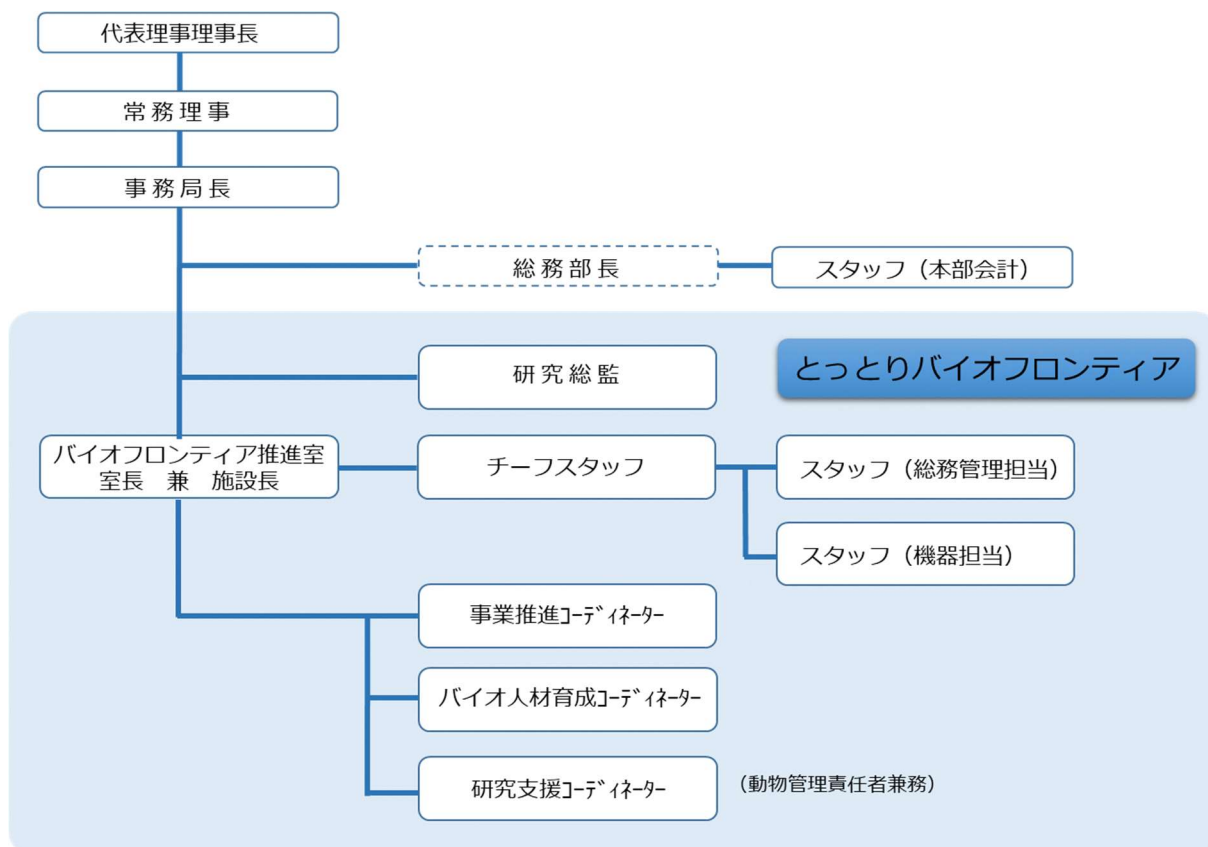 代表理事理事長
常務理事
事務局長
総務部長
スタッフ（本部会計）
とっとりバイオフロンティア
研究総監
バイオフロンティア推進室
室長　兼　施設長
チーフスタッフ
スタッフ（総務管理担当）
スタッフ（機器担当）
事業推進ｺｰﾃﾞｨﾈｰﾀｰ
バイオ人材育成ｺｰﾃﾞｨﾈｰﾀｰ
研究支援ｺｰﾃﾞｨﾈｰﾀｰ
（動物管理責任者兼務）